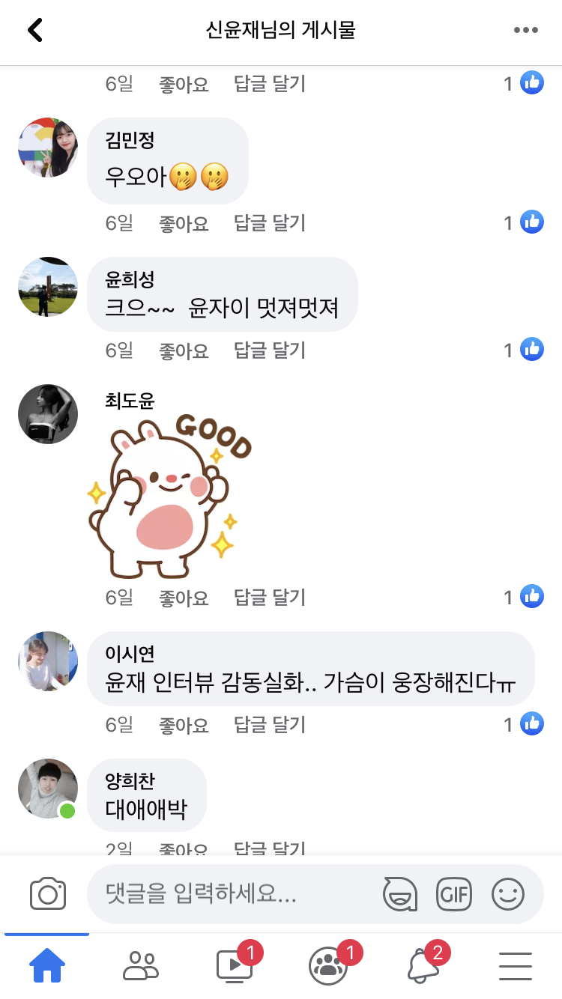 신윤재님의 게시물
6일 좋아요 답글 달기 1
김민정
우오아🤭🤭
6일 좋아요 답글 달기 1
윤희성
크으~~ 윤자이 멋져멋져
6일 좋아요 답글 달기 1
최도윤
GOOD
6일 좋아요 답글 달기 1
이시연
윤재 인터뷰 감동실화.. 가슴이 웅장해진다ㅠ
6일 좋아요 답글 달기 1
양희찬
대애애박
2일 좋아요 답글 달기
댓글을 입력하세요...
GIF
1 1 2